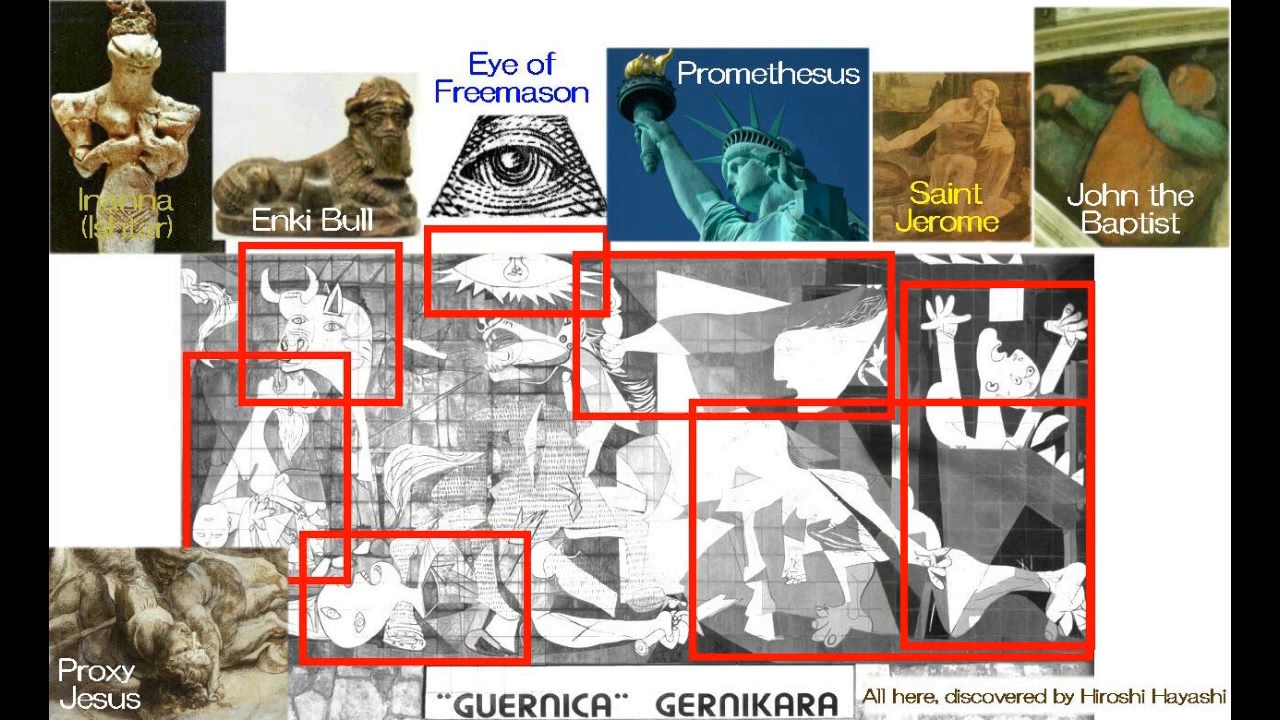 Eye of
Freemason
Prometheus
Inanna
(Ishtar)
Enki Bull
Saint
Jerome
John the
Baptist
Proxy
Jesus
"GUERNICA" GERNIKARA
All here, discovered by Hiroshi Hayashi